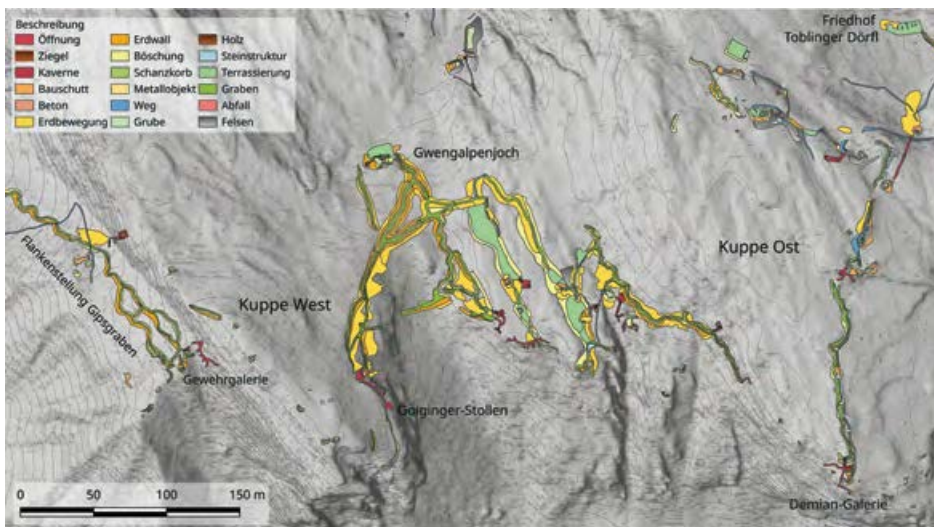 Beschreibung
Öffnung
Ziegel
Kaverne
Bauschutt
Beton
Erdbewegung
Erdwall
Böschung
Schanzkorb
Metallobjekt
Weg
Grube
Holz
Steinstruktur
Terrassierung
Graben
Abfall
Felsen
Friedhof
Toblinger Dörfl
Gwengalpenjoch
Kuppe Ost
Kuppe West
Flankenstellung Gipsgraben
Gewehrgalerie
Goiginger-Stollen
Demian-Galerie
0 50 100 150 m